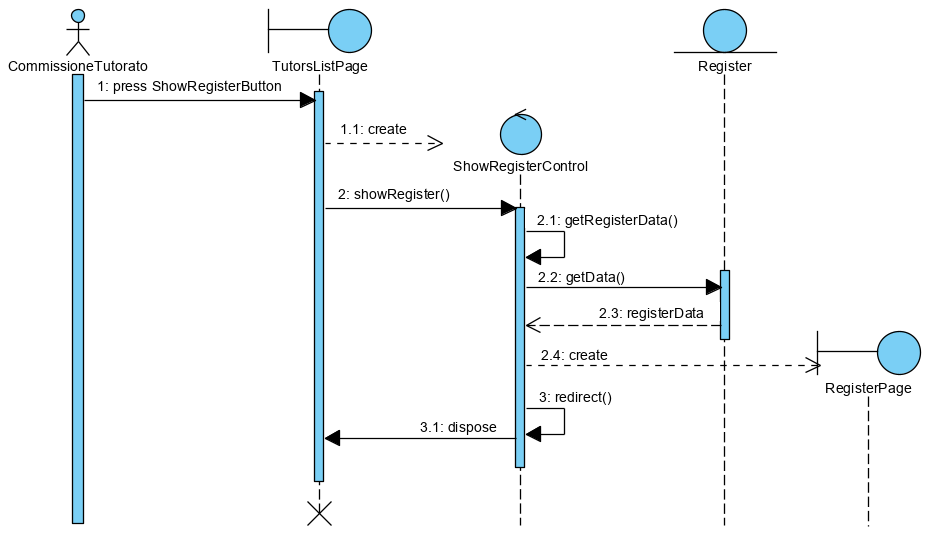 CommissioneTutorato
TutorsListPage
Register
1: press ShowRegisterButton
1.1: create
ShowRegisterControl
2: showRegister()
2.1: getRegisterData()
2.2: getData()
2.3: registerData
2.4: create
RegisterPage
3: redirect()
3.1: dispose